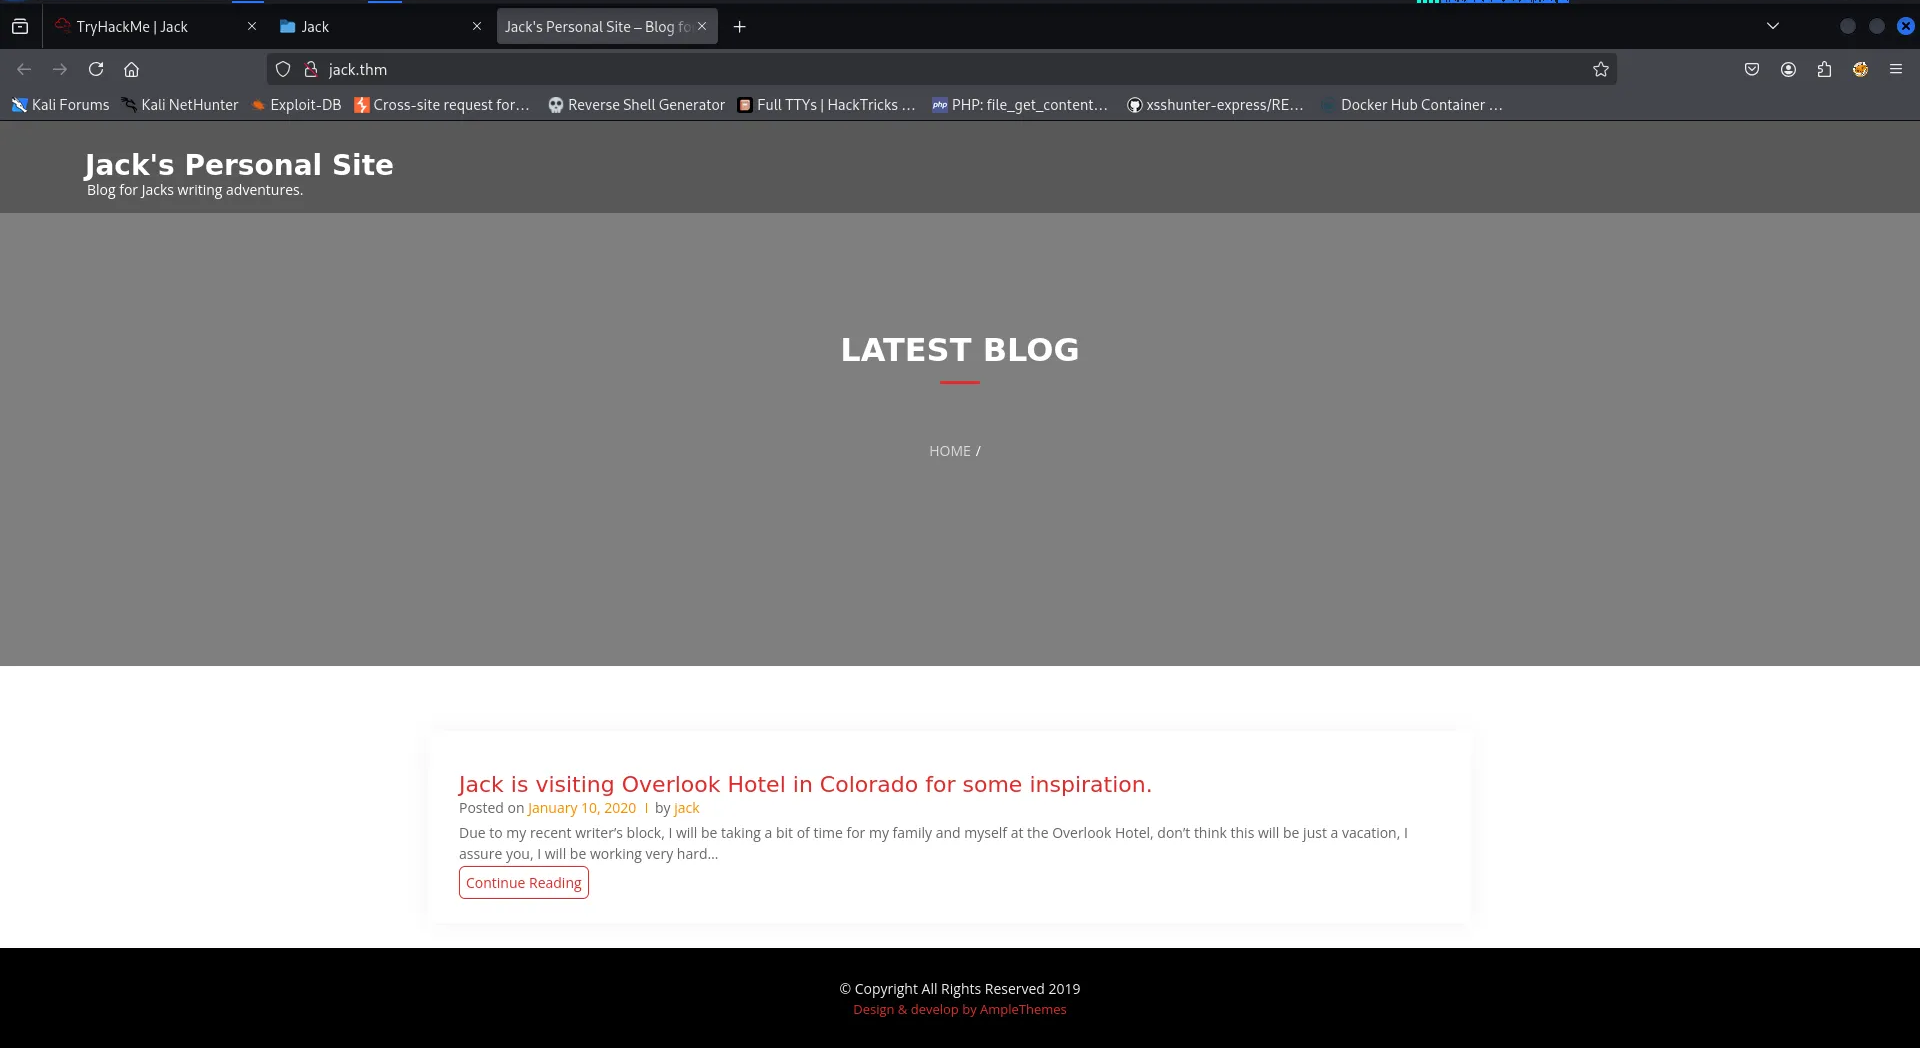 TryHackMe | Jack
Jack
Jack's Personal Site – Blog fo
jack.thm
Kali Forums
Kali NetHunter
Exploit-DB
Cross-site request for…
Reverse Shell Generator
Full TTYs | HackTricks …
php PHP: file_get_content…
xsshunter-express/RE…
Docker Hub Container …
Jack's Personal Site
Blog for Jacks writing adventures.
LATEST BLOG
HOME /
Jack is visiting Overlook Hotel in Colorado for some inspiration.
Posted on January 10, 2020 | by jack
Due to my recent writer’s block, I will be taking a bit of time for my family and myself at the Overlook Hotel, don’t think this will be just a vacation, I
assure you, I will be working very hard…
Continue Reading
© Copyright All Rights Reserved 2019
Design & develop by AmpleThemes